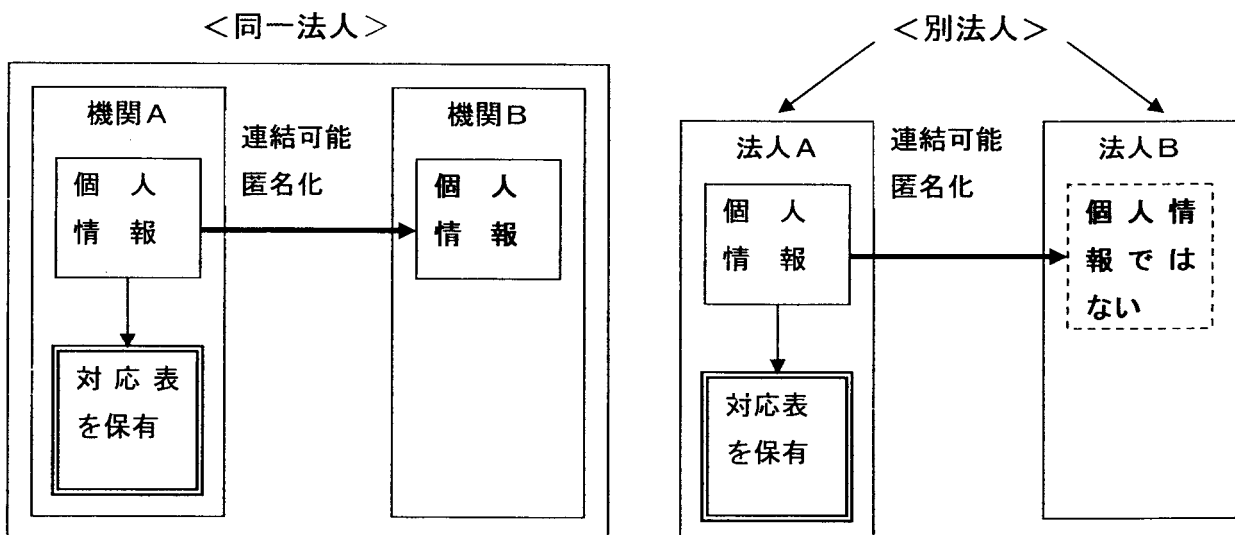 ＜同一法人＞
機関Ａ
個人
情報
対応表
を保有
連結可能
匿名化
機関Ｂ
個人
情報
＜別法人＞
法人Ａ
個人
情報
対応表
を保有
連結可能
匿名化
法人Ｂ
個人情
報では
ない